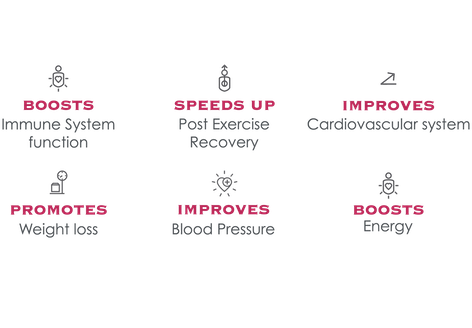 BOOSTS
Immune System
function
SPEEDS UP
Post Exercise
Recovery
IMPROVES
Cardiovascular system
PROMOTES
Weight loss
IMPROVES
Blood Pressure
BOOSTS
Energy